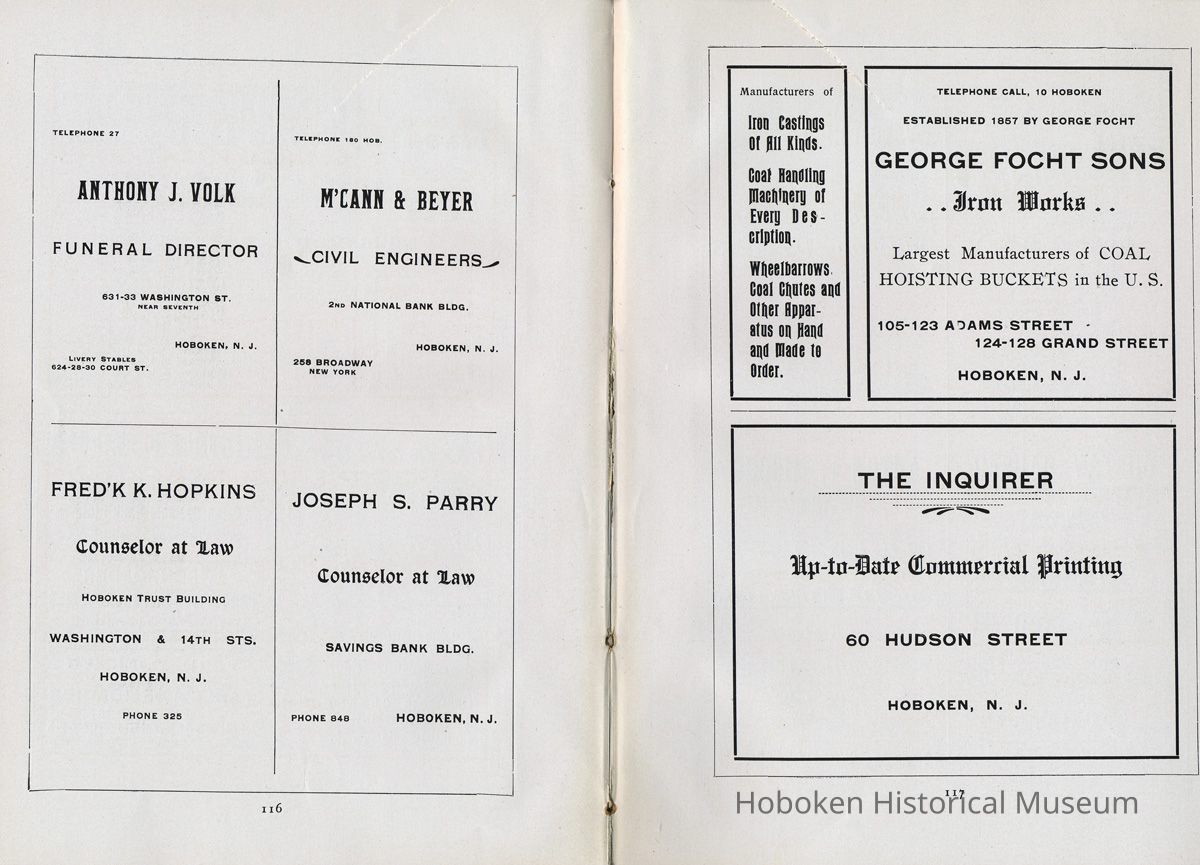 TELEPHONE 27
ANTHONY J. VOLK
FUNERAL DIRECTOR
631-33 WASHINGTON ST.
NEAR SEVENTH
HOBOKEN, N. J.
LIVERY STABLES
624-28-30 COURT ST.
TELEPHONE 180 HOB.
M'CANN & BEYER
CIVIL ENGINEERS
2ND NATIONAL BANK BLDG.
HOBOKEN, N. J.
258 BROADWAY
NEW YORK
FRED'K K. HOPKINS
Counselor at Law
HOBOKEN TRUST BUILDING
WASHINGTON & 14TH STS.
HOBOKEN, N. J.
PHONE 325
JOSEPH S. PARRY
Counselor at Law
SAVINGS BANK BLDG.
PHONE 848 HOBOKEN, N. J.
116
Manufacturers of
Iron Castings
Of All Kinds.
Coal Handling
Machinery of
Every Des-
cription.
Wheelbarrows
Coal Chutes and
Other Appar-
atus on Hand
and Made to
Order.
TELEPHONE CALL, 10 HOBOKEN
ESTABLISHED 1857 BY GEORGE FOCHT
GEORGE FOCHT SONS
. . Iron Works . .
Largest Manufacturers of COAL
HOISTING BUCKETS in the U. S.
105-123 ADAMS STREET -
124-128 GRAND STREET
HOBOKEN, N. J.
THE INQUIRER
Up-to-Date Commercial Printing
60 HUDSON STREET
HOBOKEN, N. J.
117
Hoboken Historical Museum